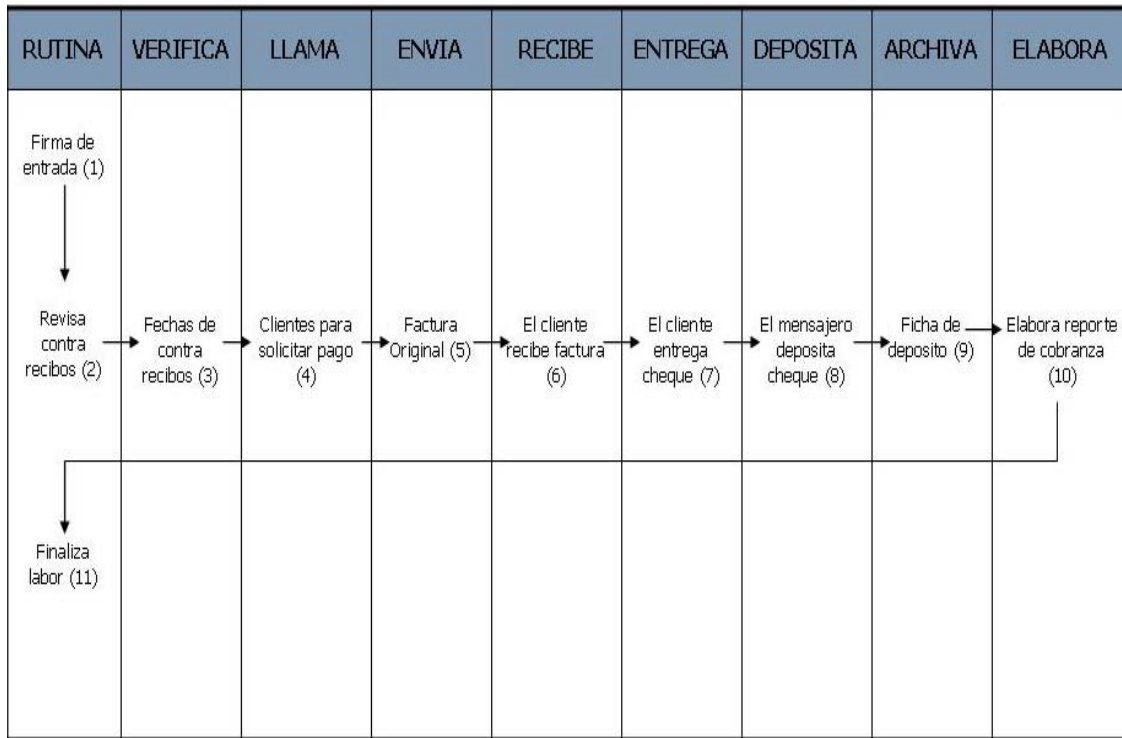 RUTINA VERIFICA LLAMA ENVIA RECIBE ENTREGA DEPOSITA ARCHIVA ELABORA
Firma de
entrada (1)
Revisa
contra
recibos (2)
Fechas de
contra
recibos (3)
Clientes para
solicitar pago
(4)
Factura
Original (5)
El cliente
recibe factura
(6)
El cliente
entrega
cheque (7)
El mensajero
deposita
cheque (8)
Ficha de
deposito (9)
Elabora reporte
de cobranza
(10)
Finaliza
labor (11)